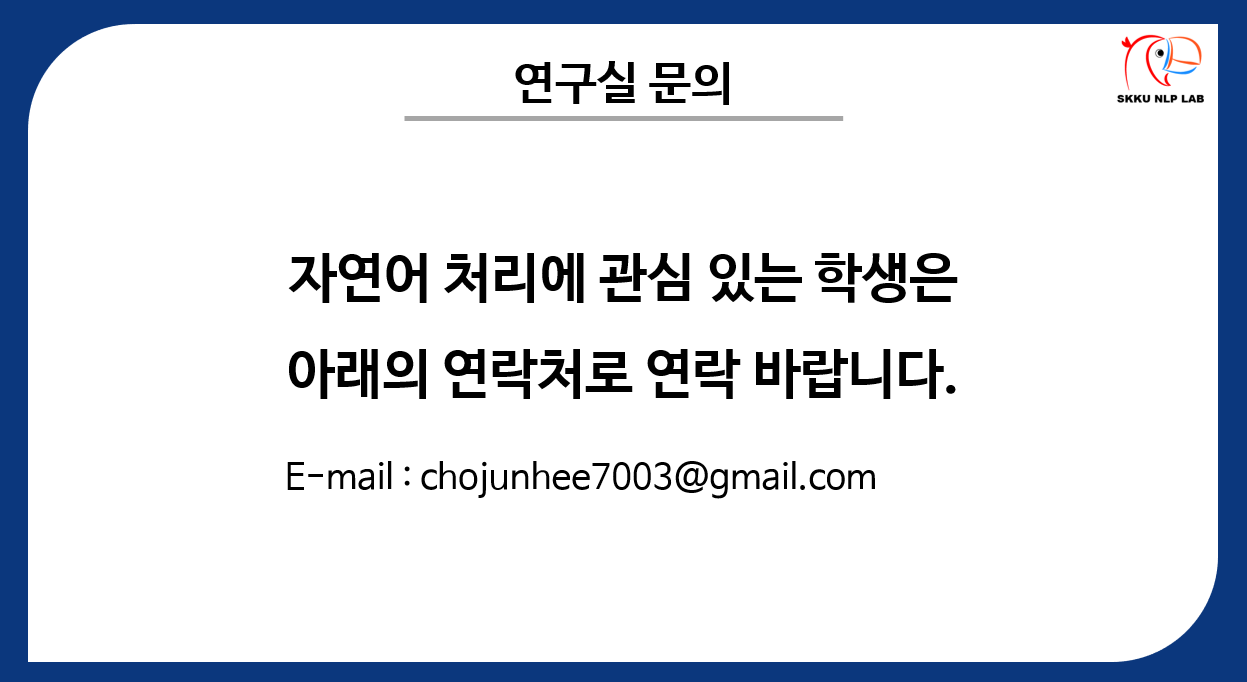 연구실 문의
SKKU NLP LAB
자연어 처리에 관심 있는 학생은
아래의 연락처로 연락 바랍니다.
E-mail : chojunhee7003@gmail.com